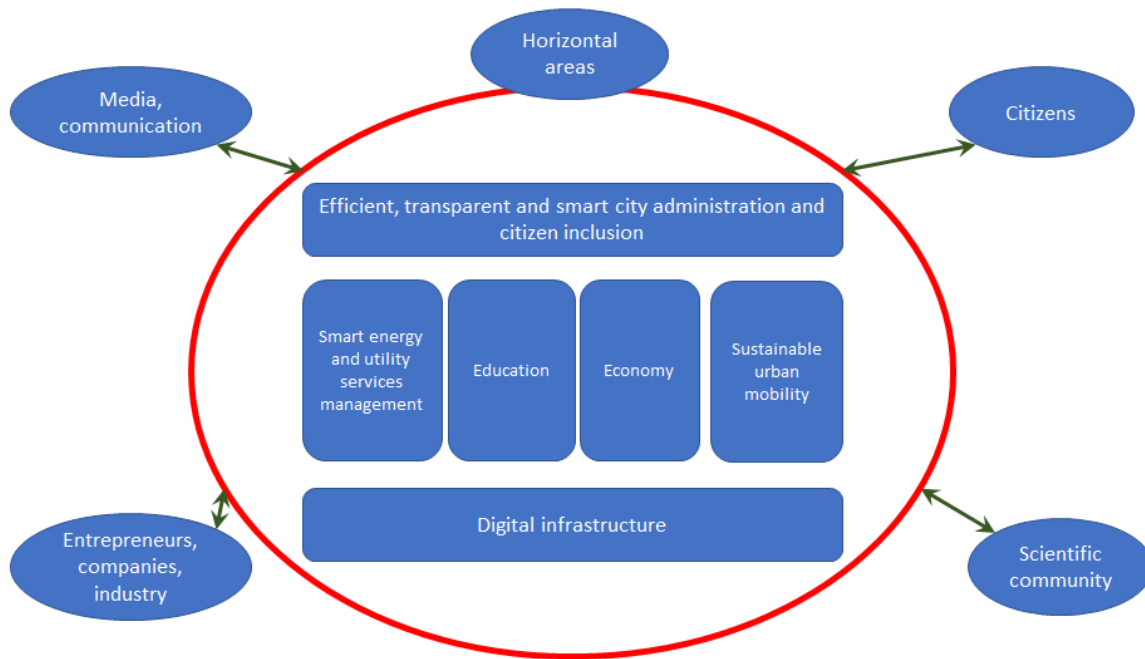 Horizontal
areas
Media,
communication
Citizens
Efficient, transparent and smart city administration and
citizen inclusion
Smart energy
and utility
services
management
Education
Economy
Sustainable
urban
mobility
Digital infrastructure
Entrepreneurs,
companies,
industry
Scientific
community